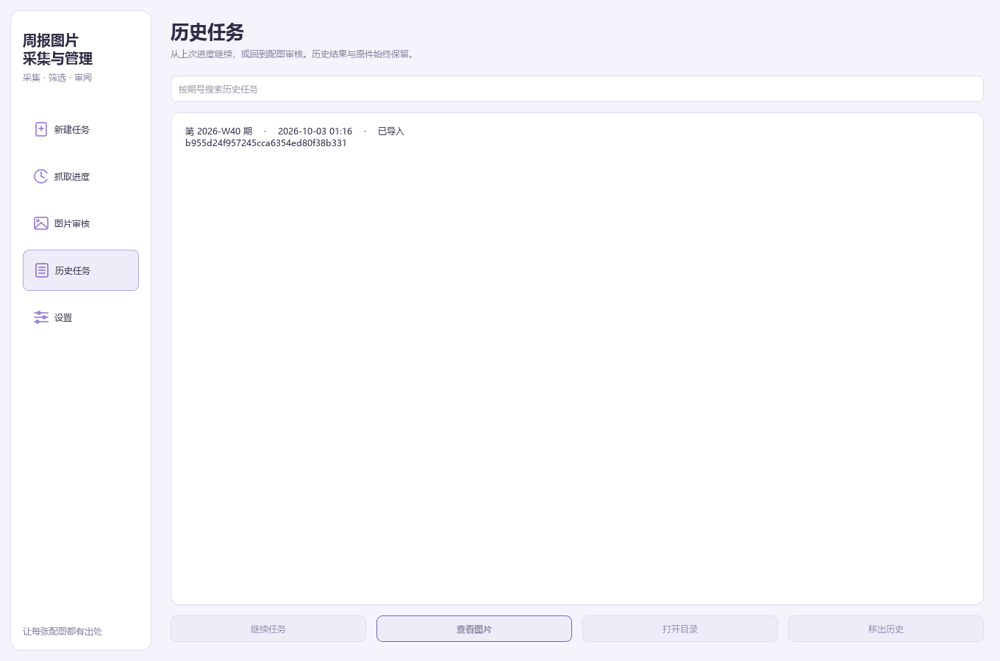 周报图片
采集与管理
采集 · 筛选 · 审阅
新建任务
抓取进度
图片审核
历史任务
设置
让每张配图都有出处
历史任务
从上次进度继续，或回到配图审核。历史结果与原件始终保留。
按期号搜索历史任务
第 2026-W40 期 · 2026-10-03 01:16 · 已导入
b955d24f957245cca6354ed80f38b331
继续任务
查看图片
打开目录
移出历史